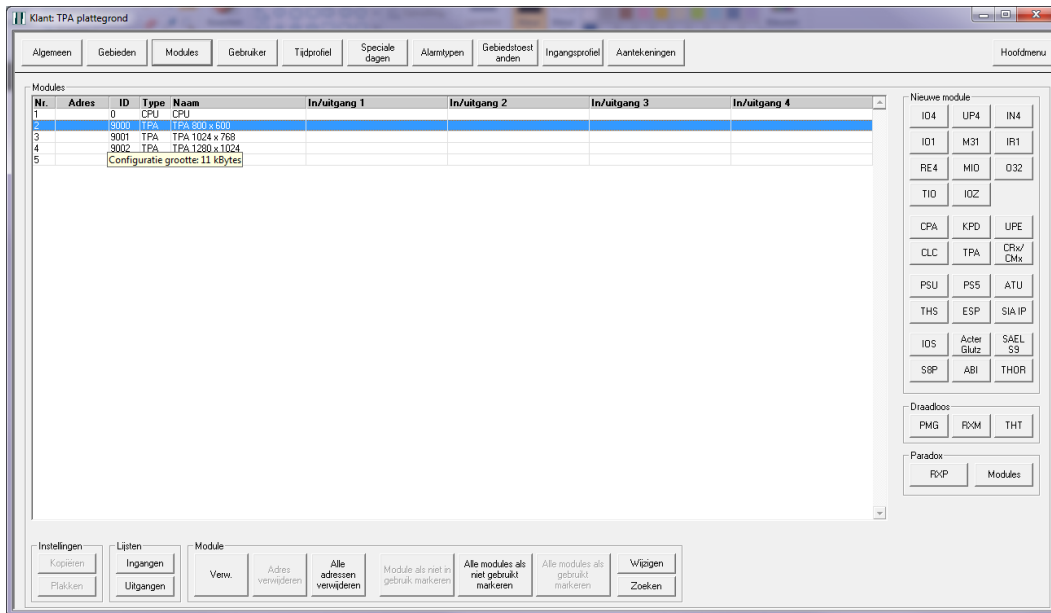 Klant: TPA plattegrond
Algemeen Gebieden Modules Gebruiker Tijdprofiel Speciale dagen Alarmtypen Gebiedstoest anden Ingangsprofiel Aantekeningen Hoofdmenu
Modules
Nr. Adres ID Type Naam In/uitgang 1 In/uitgang 2 In/uitgang 3 In/uitgang 4
1 0 CPU CPU
2 9000 TPA TPA 800 x 600
3 9001 TPA TPA 1024 x 768
4 9002 TPA TPA 1280 x 1024
5 Configuratie grootte: 11 kBytes
Nieuwe module
IO4 UP4 IN4
IO1 M31 IR1
RE4 MIO O32
TIO IOZ
CPA KPD UPE
CLC TPA CRx/ CMx
PSU PS5 ATU
THS ESP SIA IP
IOS Acter Glutz SAEL S9
S8P ABI THOR
Draadloos
PMG RXM THT
Paradox
RXP Modules
Instellingen
Kopiëren
Plakken
Lijsten
Ingangen
Uitgangen
Module
Verw.
Adres verwijderen
Alle adressen verwijderen
Module als niet in gebruik markeren
Alle modules als niet gebruikt markeren
Alle modules als gebruikt markeren
Wijzigen
Zoeken